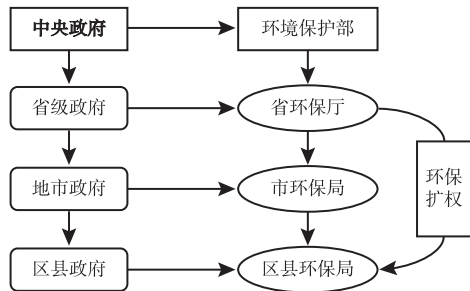 中央政府
环境保护部
省级政府
省环保厅
地市政府
市环保局
环保
扩权
区县政府
区县环保局